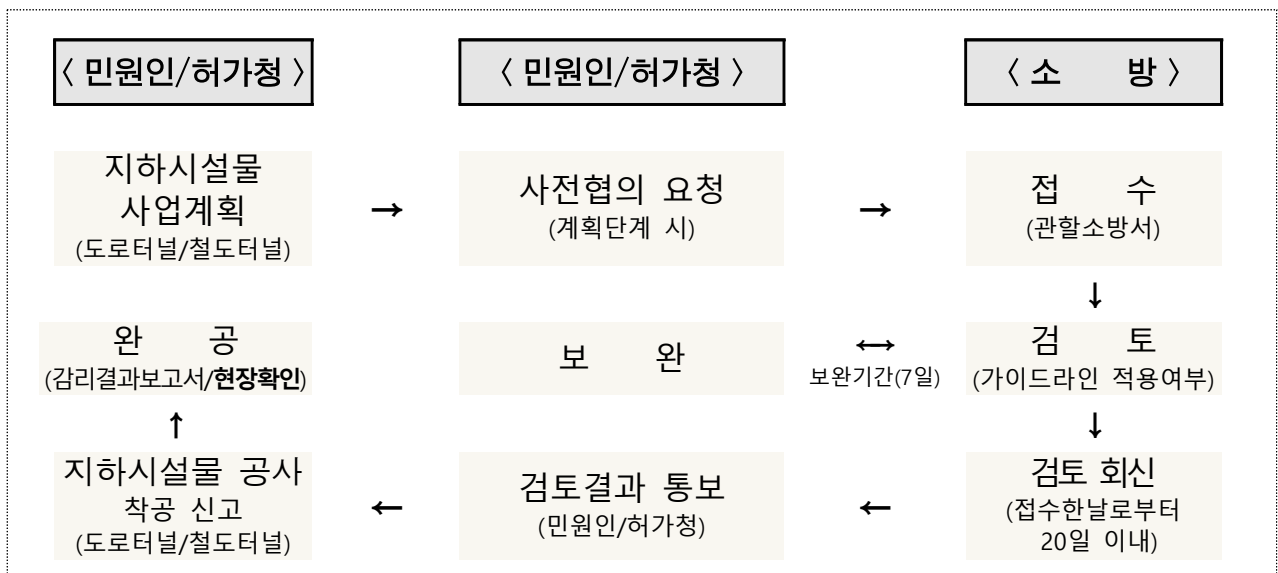 〈 민원인/허가청 〉
〈 민원인/허가청 〉
〈 소 방 〉
지하시설물
사업계획
(도로터널/철도터널)
→
사전협의 요청
(계획단계 시)
→
접 수
(관할소방서)
↓
완 공
(감리결과보고서/현장확인)
보 완
↔
보완기간(7일)
검 토
(가이드라인 적용여부)
↑
↓
지하시설물 공사
착공 신고
(도로터널/철도터널)
←
검토결과 통보
(민원인/허가청)
←
검토 회신
(접수한날로부터
20일 이내)